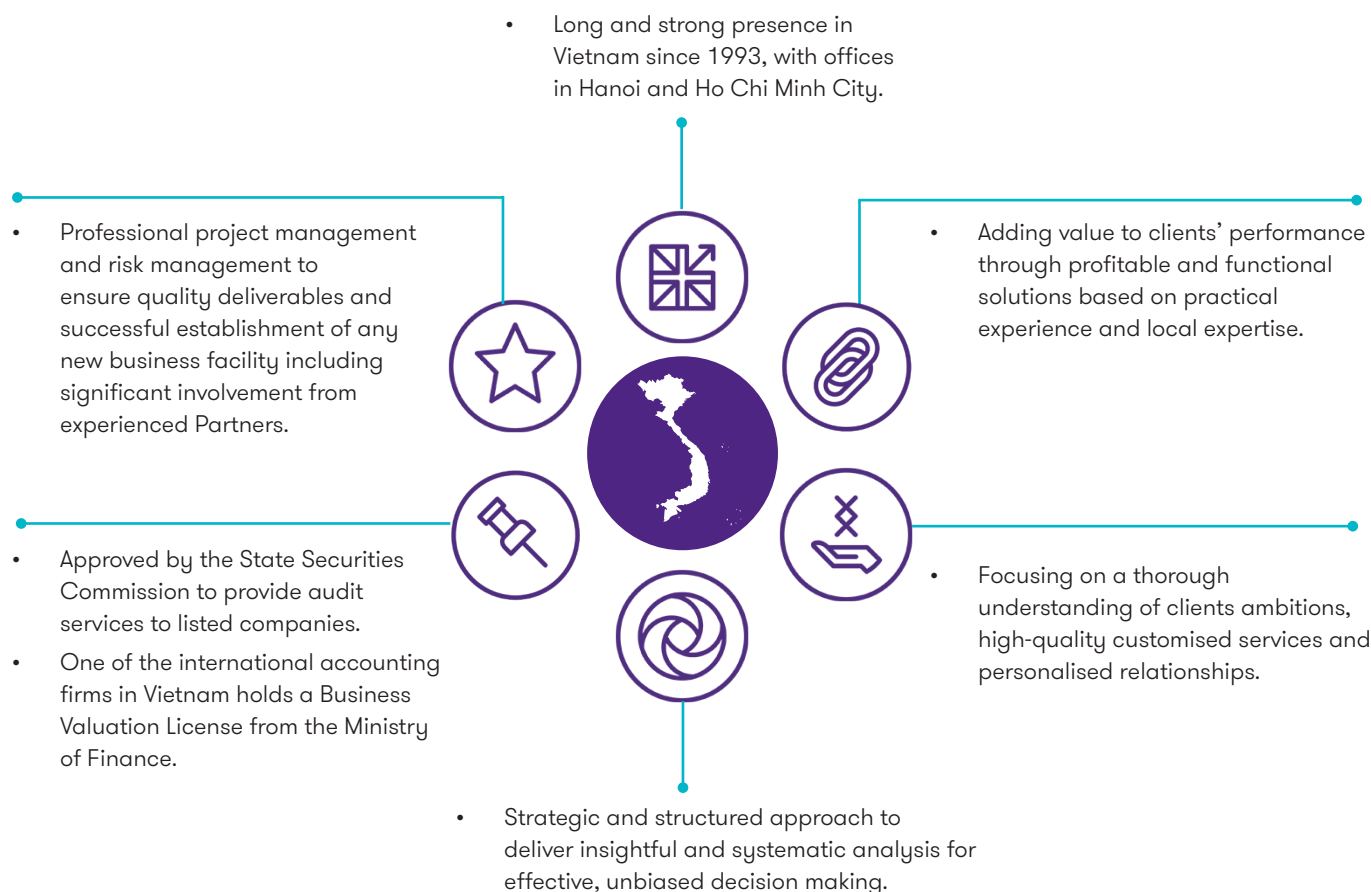 • Long and strong presence in
Vietnam since 1993, with offices
in Hanoi and Ho Chi Minh City.
• Professional project management
and risk management to
ensure quality deliverables and
successful establishment of any
new business facility including
significant involvement from
experienced Partners.
• Adding value to clients’ performance
through profitable and functional
solutions based on practical
experience and local expertise.
• Approved by the State Securities
Commission to provide audit
services to listed companies.
• One of the international accounting
firms in Vietnam holds a Business
Valuation License from the Ministry
of Finance.
• Focusing on a thorough
understanding of clients ambitions,
high-quality customised services and
personalised relationships.
• Strategic and structured approach to
deliver insightful and systematic analysis for
effective, unbiased decision making.